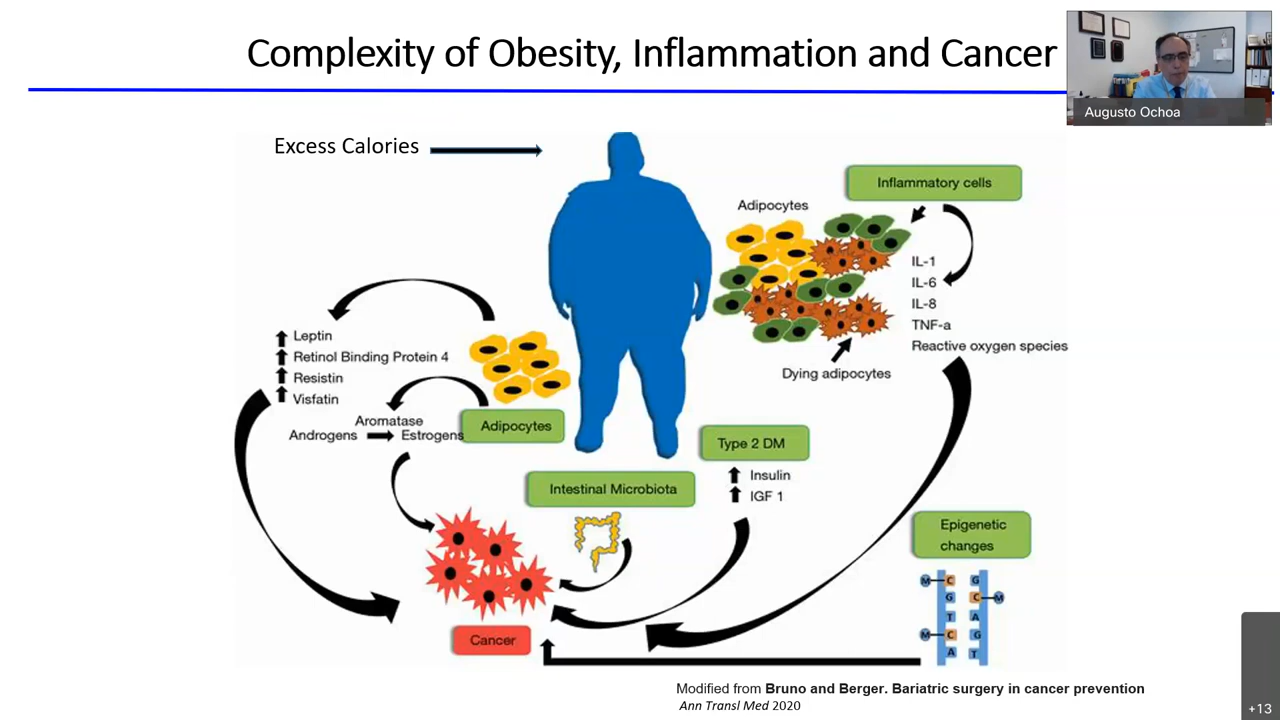 Complexity of Obesity, Inflammation and Cancer
Augusto Ochoa
Excess Calories
Inflammatory cells
Adipocytes
IL-1
IL-6
IL-8
TNF-a
Reactive oxygen species
Dying adipocytes
Leptin
Retinol Binding Protein 4
Resistin
Visfatin
Aromatase
Androgens
Estrogens
Adipocytes
Type 2 DM
Insulin
IGF 1
Intestinal Microbiota
Epigenetic
changes
M C G
G C M
T A
M C G
A T
Cancer
Modified from Bruno and Berger. Bariatric surgery in cancer prevention
Ann Transl Med 2020
+13